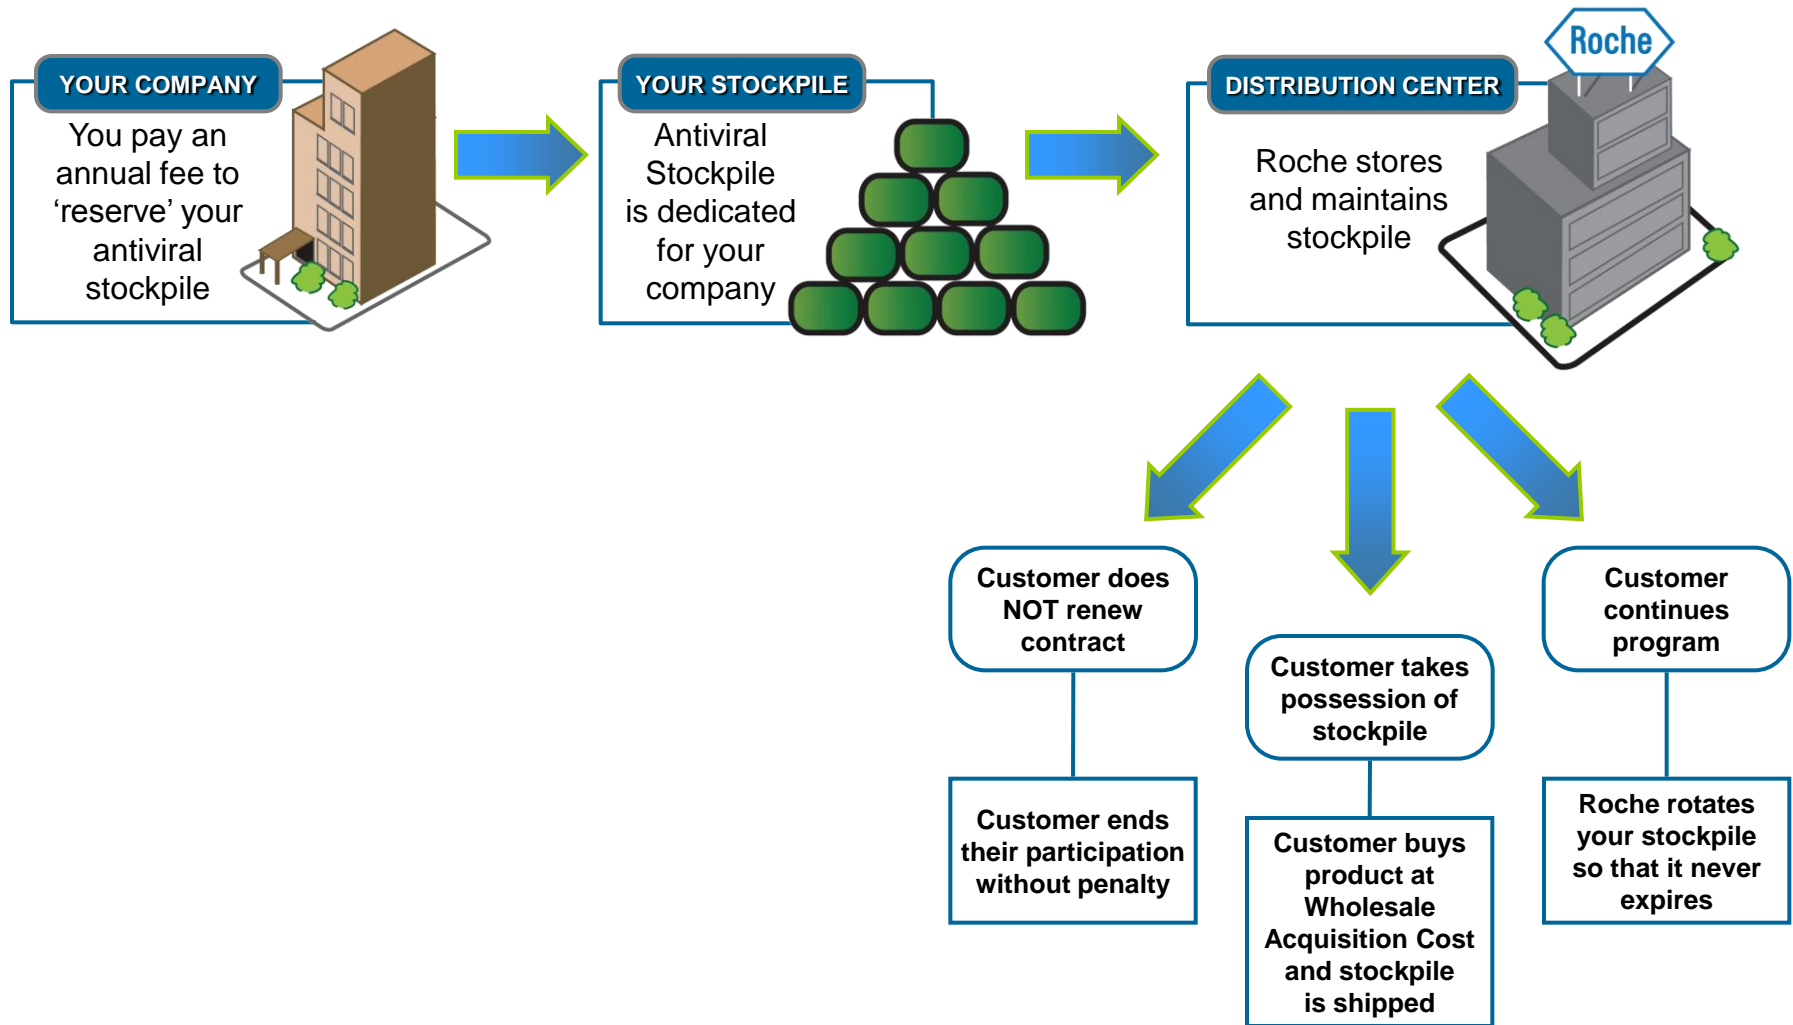 YOUR COMPANY
You pay an
annual fee to
‘reserve’ your
antiviral
stockpile
YOUR STOCKPILE
Antiviral
Stockpile
is dedicated
for your
company
Roche
DISTRIBUTION CENTER
Roche stores
and maintains
stockpile
Customer does
NOT renew
contract
Customer ends
their participation
without penalty
Customer takes
possession of
stockpile
Customer buys
product at
Wholesale
Acquisition Cost
and stockpile
is shipped
Customer
continues
program
Roche rotates
your stockpile
so that it never
expires